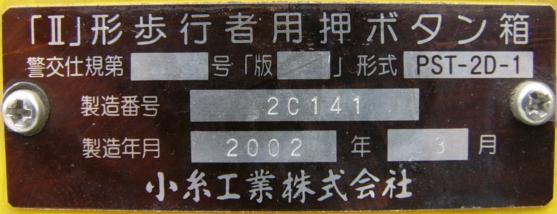 「Ⅱ」形歩行者用押ボタン箱
警交仕規第 号「版 」形式 PST-2D-1
製造番号 2C141
製造年月 2002 年 3 月
小糸工業株式会社